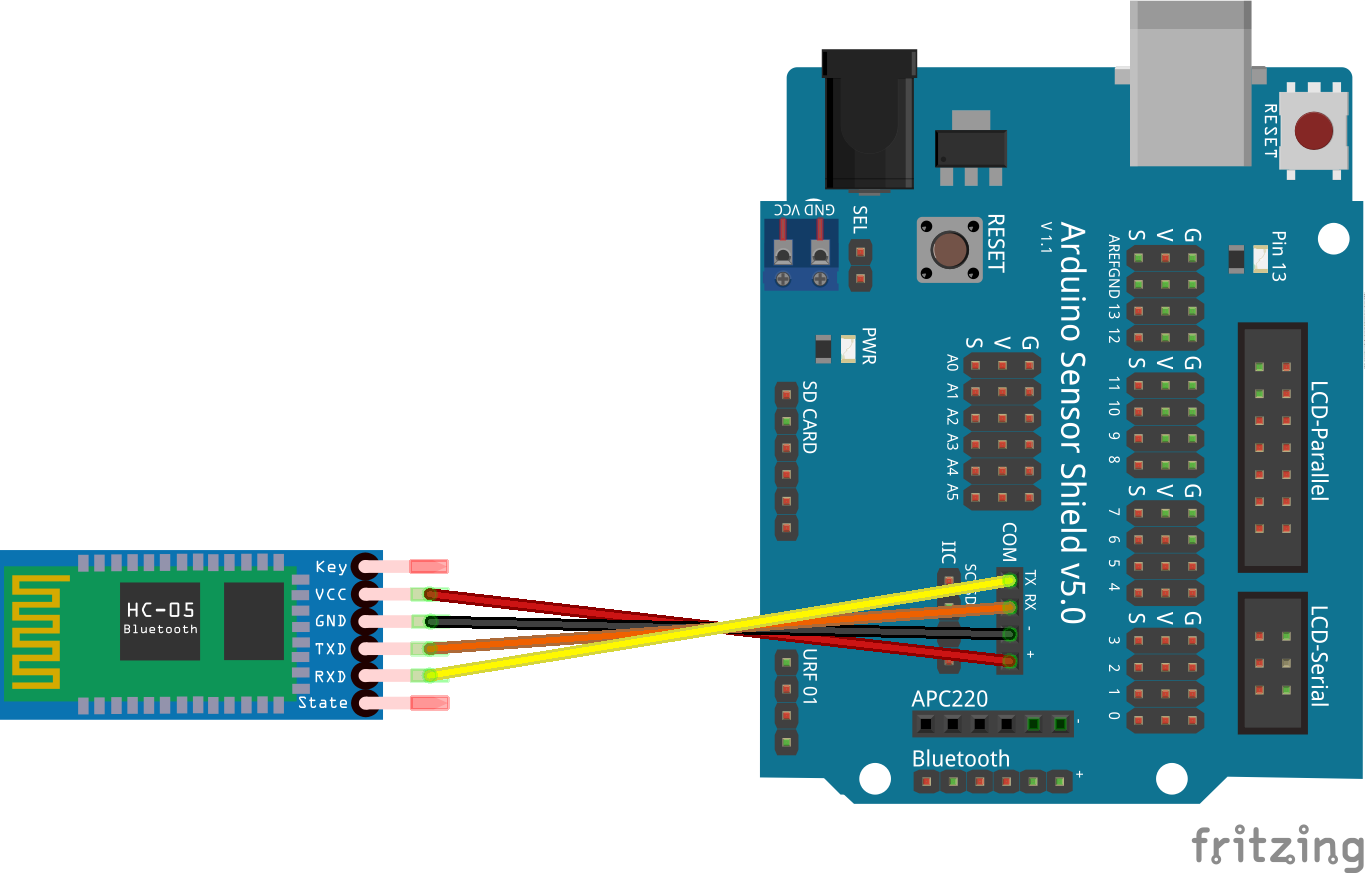 HC-05
Bluetooth
Key
VCC
GND
TXD
RXD
State
GND VCC
SEL
RESET
RESET
V 1.1
Arduino Sensor Shield v5.0
Pin 13
PWR
SD CARD
S V G
A0
A1
A2
A3
A4
A5
S V G
AREF
GND
13
12
S V G
11
10
9
8
S V G
7
6
5
4
S V G
3
2
1
0
LCD-Parallel
LCD-Serial
COM
TX
RX
-
+
IIC
URF 01
APC220
-
Bluetooth
+
fritzing